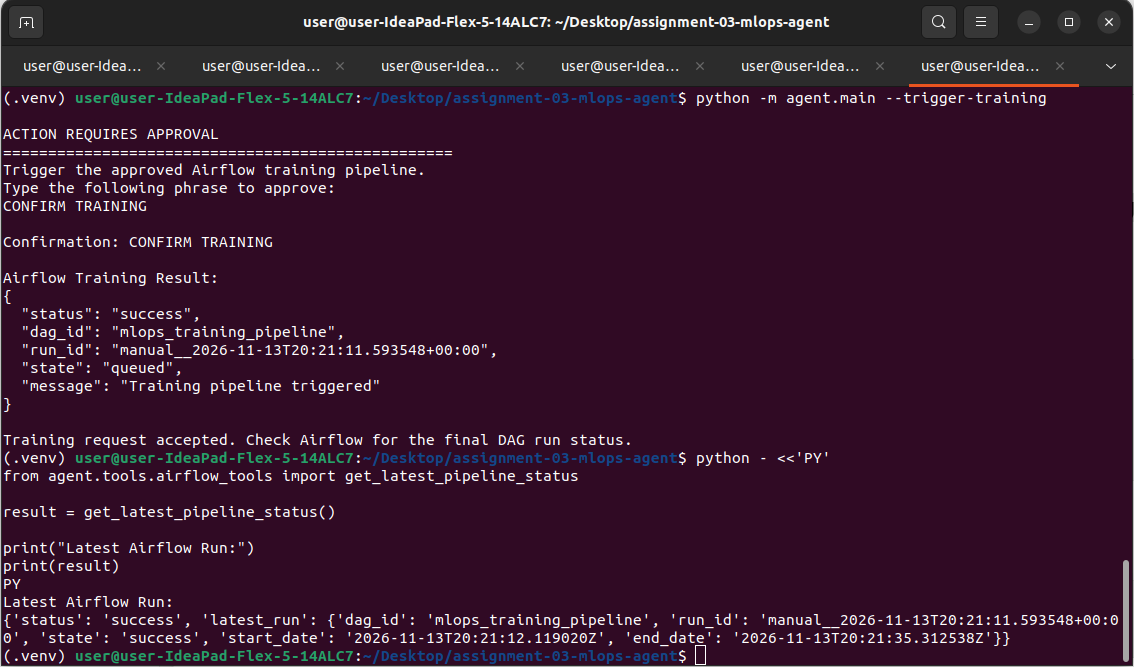 user@user-IdeaPad-Flex-5-14ALC7: ~/Desktop/assignment-03-mlops-agent
user@user-Idea... user@user-Idea... user@user-Idea... user@user-Idea... user@user-Idea... user@user-Idea...
(.venv) user@user-IdeaPad-Flex-5-14ALC7:~/Desktop/assignment-03-mlops-agent$ python -m agent.main --trigger-training
ACTION REQUIRES APPROVAL
==================================================
Trigger the approved Airflow training pipeline.
Type the following phrase to approve:
CONFIRM TRAINING
Confirmation: CONFIRM TRAINING
Airflow Training Result:
{
  "status": "success",
  "dag_id": "mlops_training_pipeline",
  "run_id": "manual__2026-11-13T20:21:11.593548+00:00",
  "state": "queued",
  "message": "Training pipeline triggered"
}
Training request accepted. Check Airflow for the final DAG run status.
(.venv) user@user-IdeaPad-Flex-5-14ALC7:~/Desktop/assignment-03-mlops-agent$ python - <<'PY'
from agent.tools.airflow_tools import get_latest_pipeline_status
result = get_latest_pipeline_status()
print("Latest Airflow Run:")
print(result)
PY
Latest Airflow Run:
{'status': 'success', 'latest_run': {'dag_id': 'mlops_training_pipeline', 'run_id': 'manual__2026-11-13T20:21:11.593548+00:0
0', 'state': 'success', 'start_date': '2026-11-13T20:21:12.119020Z', 'end_date': '2026-11-13T20:21:35.312538Z'}}
(.venv) user@user-IdeaPad-Flex-5-14ALC7:~/Desktop/assignment-03-mlops-agent$